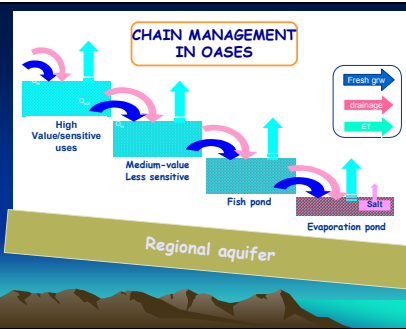 CHAIN MANAGEMENT
IN OASES
Fresh grw
drainage
ET
High
Value/sensitive
uses
Medium-value
Less sensitive
Fish pond
Salt
Evaporation pond
Regional aquifer